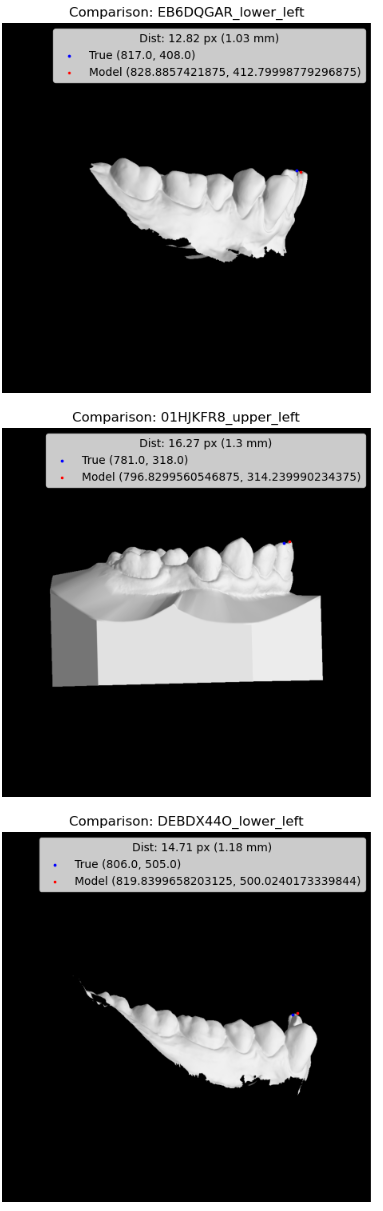 Comparison: EB6DQGAR_lower_left
Dist: 12.82 px (1.03 mm)
True (817.0, 408.0)
Model (828.8857421875, 412.79998779296875)
Comparison: 01HJKFR8_upper_left
Dist: 16.27 px (1.3 mm)
True (781.0, 318.0)
Model (796.8299560546875, 314.239990234375)
Comparison: DEBDX44O_lower_left
Dist: 14.71 px (1.18 mm)
True (806.0, 505.0)
Model (819.8399658203125, 500.0240173339844)